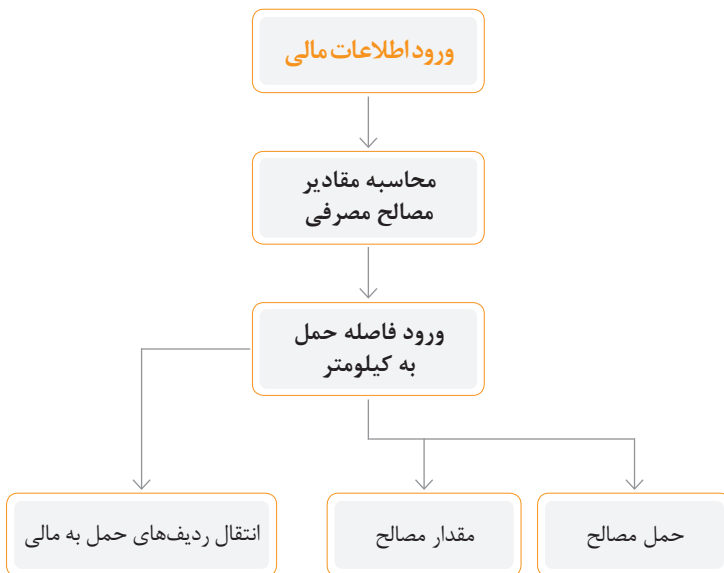 ورود اطلاعات مالی
محاسبه مقادیر
مصالح مصرفی
ورود فاصله حمل
به کیلومتر
حمل مصالح
مقدار مصالح
انتقال ردیف‌های حمل به مالی